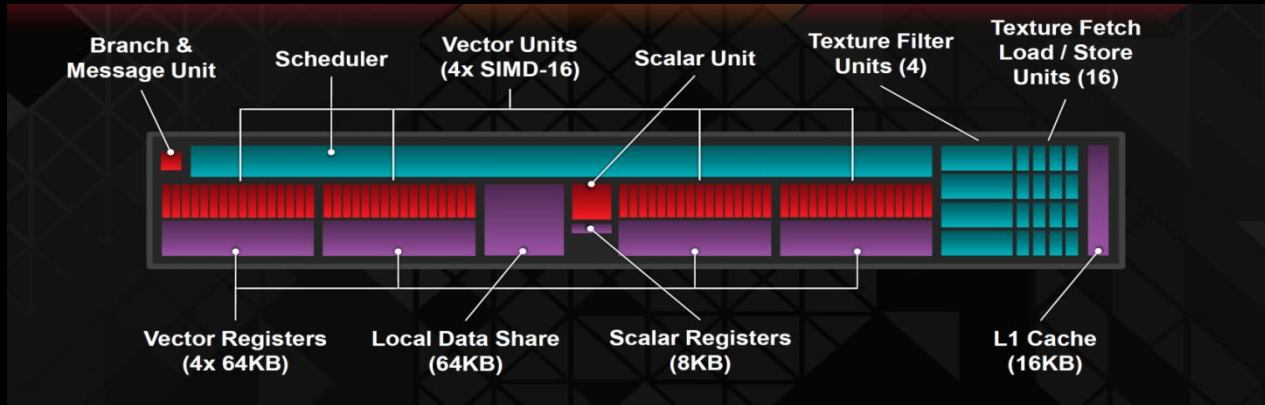 Branch &
Message Unit
Scheduler
Vector Units
(4x SIMD-16)
Scalar Unit
Texture Filter
Units (4)
Texture Fetch
Load / Store
Units (16)
Vector Registers
(4x 64KB)
Local Data Share
(64KB)
Scalar Registers
(8KB)
L1 Cache
(16KB)